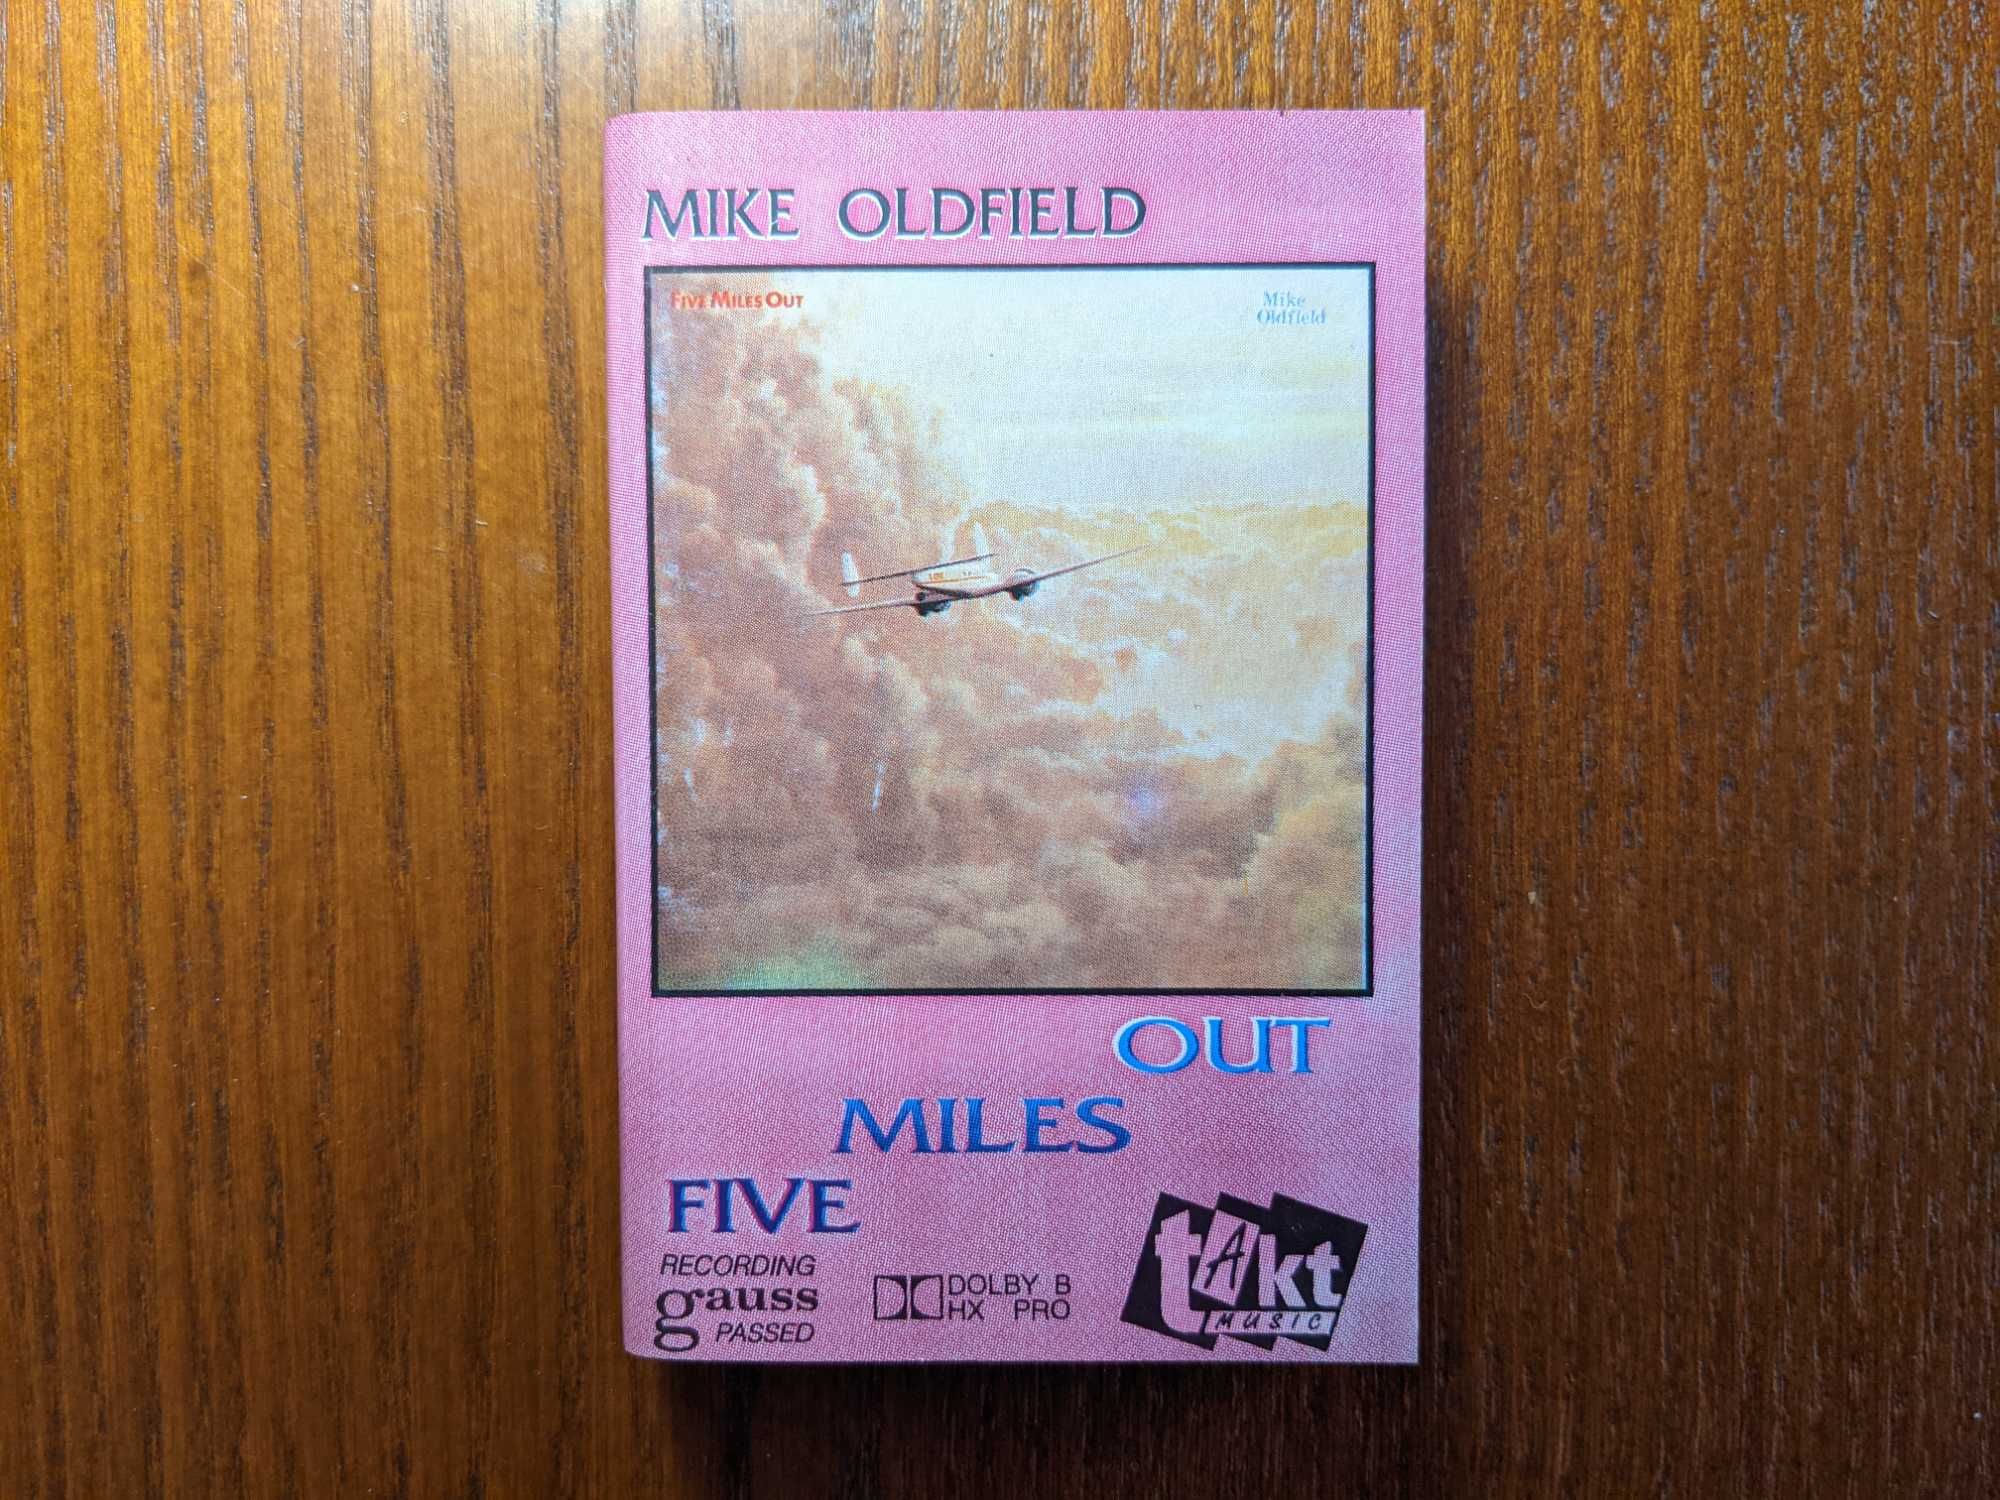 MIKE OLDFIELD
FIVE MILES OUT
Mike
Oldfield
OUT
MILES
FIVE
RECORDING
gauss
PASSED
DOLBY B
HX PRO
tAkt
MUSIC